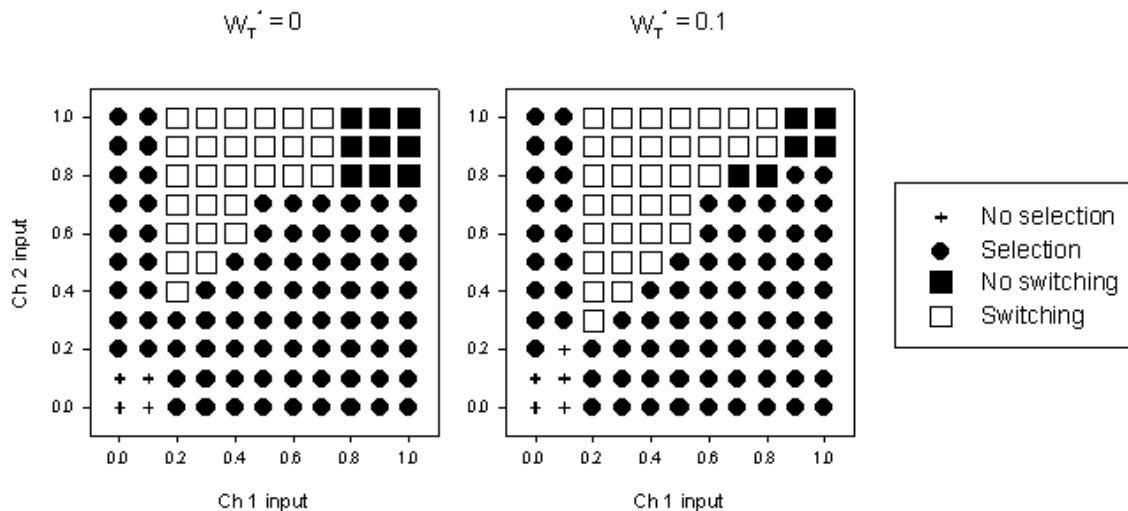 W_T^* = 0
W_T^* = 0.1
1.0
0.8
0.6
0.4
0.2
0.0
Ch 2 input
0.0 0.2 0.4 0.6 0.8 1.0
Ch 1 input
1.0
0.8
0.6
0.4
0.2
0.0
0.0 0.2 0.4 0.6 0.8 1.0
Ch 1 input
No selection
Selection
No switching
Switching